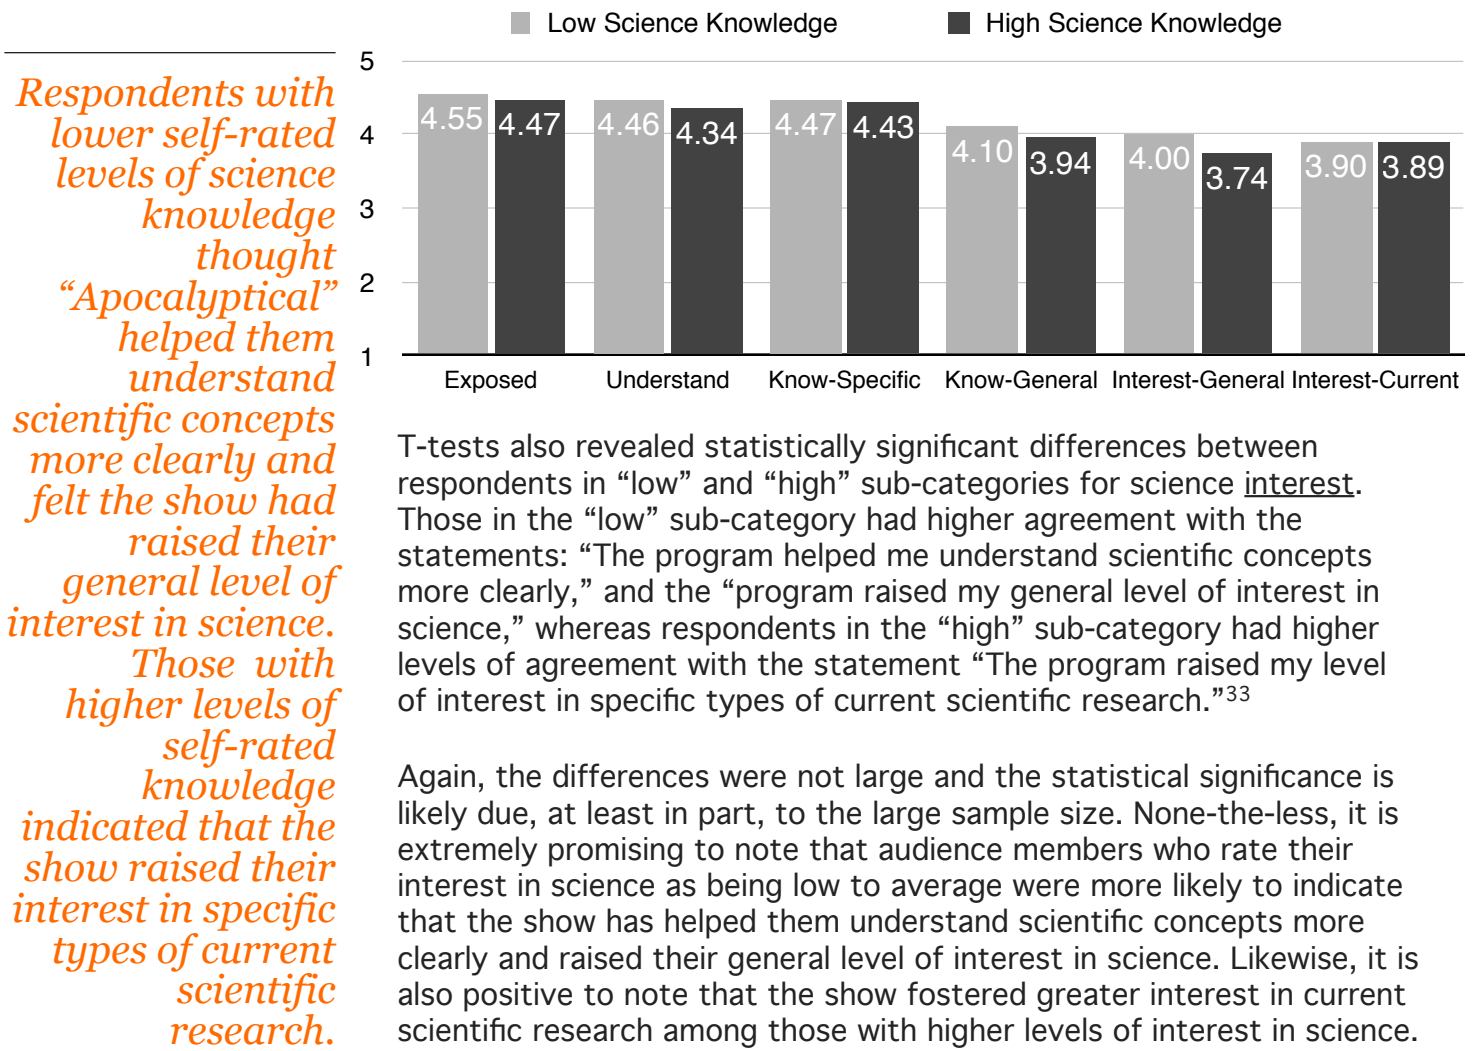 Low Science Knowledge
High Science Knowledge
5
4
3
2
1
4.55
4.47
4.46
4.34
4.47
4.43
4.10
3.94
4.00
3.74
3.90
3.89
Exposed
Understand
Know-Specific
Know-General
Interest-General
Interest-Current
Respondents with
lower self-rated
levels of science
knowledge
thought
“Apocalyptical”
helped them
understand
scientific concepts
more clearly and
felt the show had
raised their
general level of
interest in science.
Those  with
higher levels of
self-rated
knowledge
indicated that the
show raised their
interest in specific
types of current
scientific
research.
T-tests also revealed statistically significant differences between
respondents in “low” and “high” sub-categories for science interest.
Those in the “low” sub-category had higher agreement with the
statements: “The program helped me understand scientific concepts
more clearly,” and the “program raised my general level of interest in
science,” whereas respondents in the “high” sub-category had higher
levels of agreement with the statement “The program raised my level
of interest in specific types of current scientific research.”33
Again, the differences were not large and the statistical significance is
likely due, at least in part, to the large sample size. None-the-less, it is
extremely promising to note that audience members who rate their
interest in science as being low to average were more likely to indicate
that the show has helped them understand scientific concepts more
clearly and raised their general level of interest in science. Likewise, it is
also positive to note that the show fostered greater interest in current
scientific research among those with higher levels of interest in science.